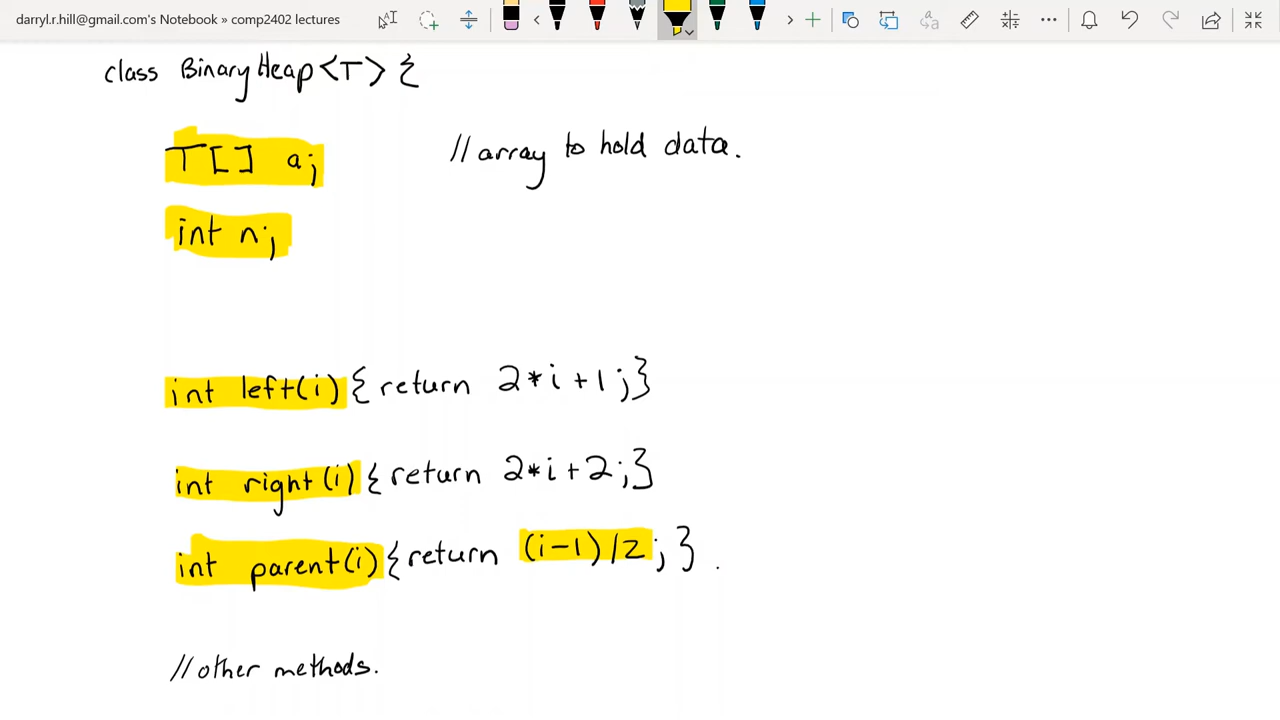 darryl.r.hill@gmail.com's Notebook » comp2402 lectures
class BinaryHeap<T> {
T[] a; // array to hold data.
int n;
int left(i) { return 2*i+1;}
int right(i) { return 2*i+2;}
int parent(i) {return (i-1)/2; } .
// other methods.